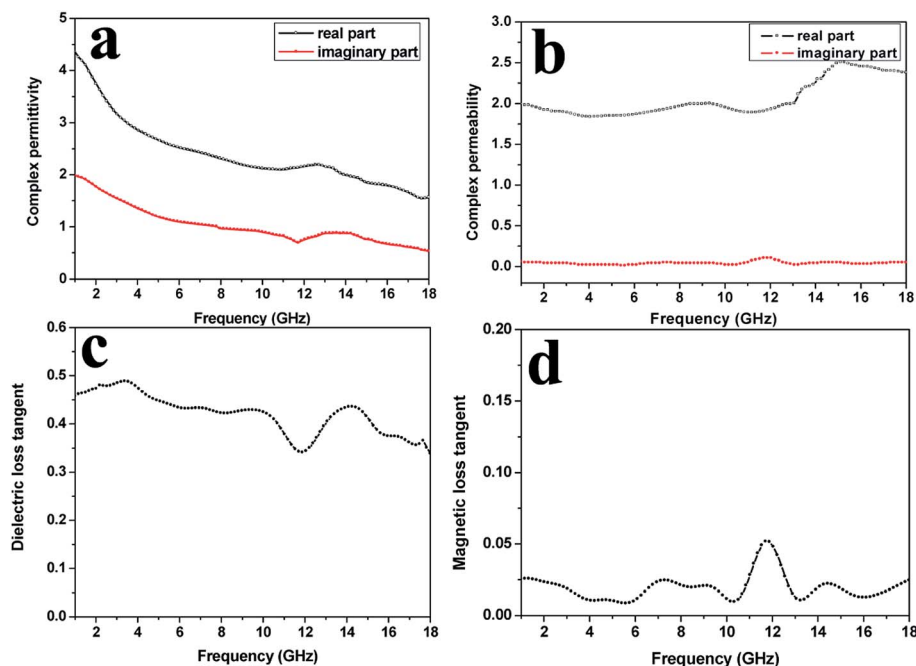 a
real part
imaginary part
Complex permittivity
5
4
3
2
1
0
2 4 6 8 10 12 14 16 18
Frequency (GHz)
b
real part
imaginary part
Complex permeability
3.0
2.5
2.0
1.5
1.0
0.5
0.0
2 4 6 8 10 12 14 16 18
Frequency (GHz)
c
Dielectric loss tangent
0.6
0.5
0.4
0.3
0.2
0.1
0.0
2 4 6 8 10 12 14 16 18
Frequency (GHz)
d
Magnetic loss tangent
0.20
0.15
0.10
0.05
0.00
2 4 6 8 10 12 14 16 18
Frequency (GHz)